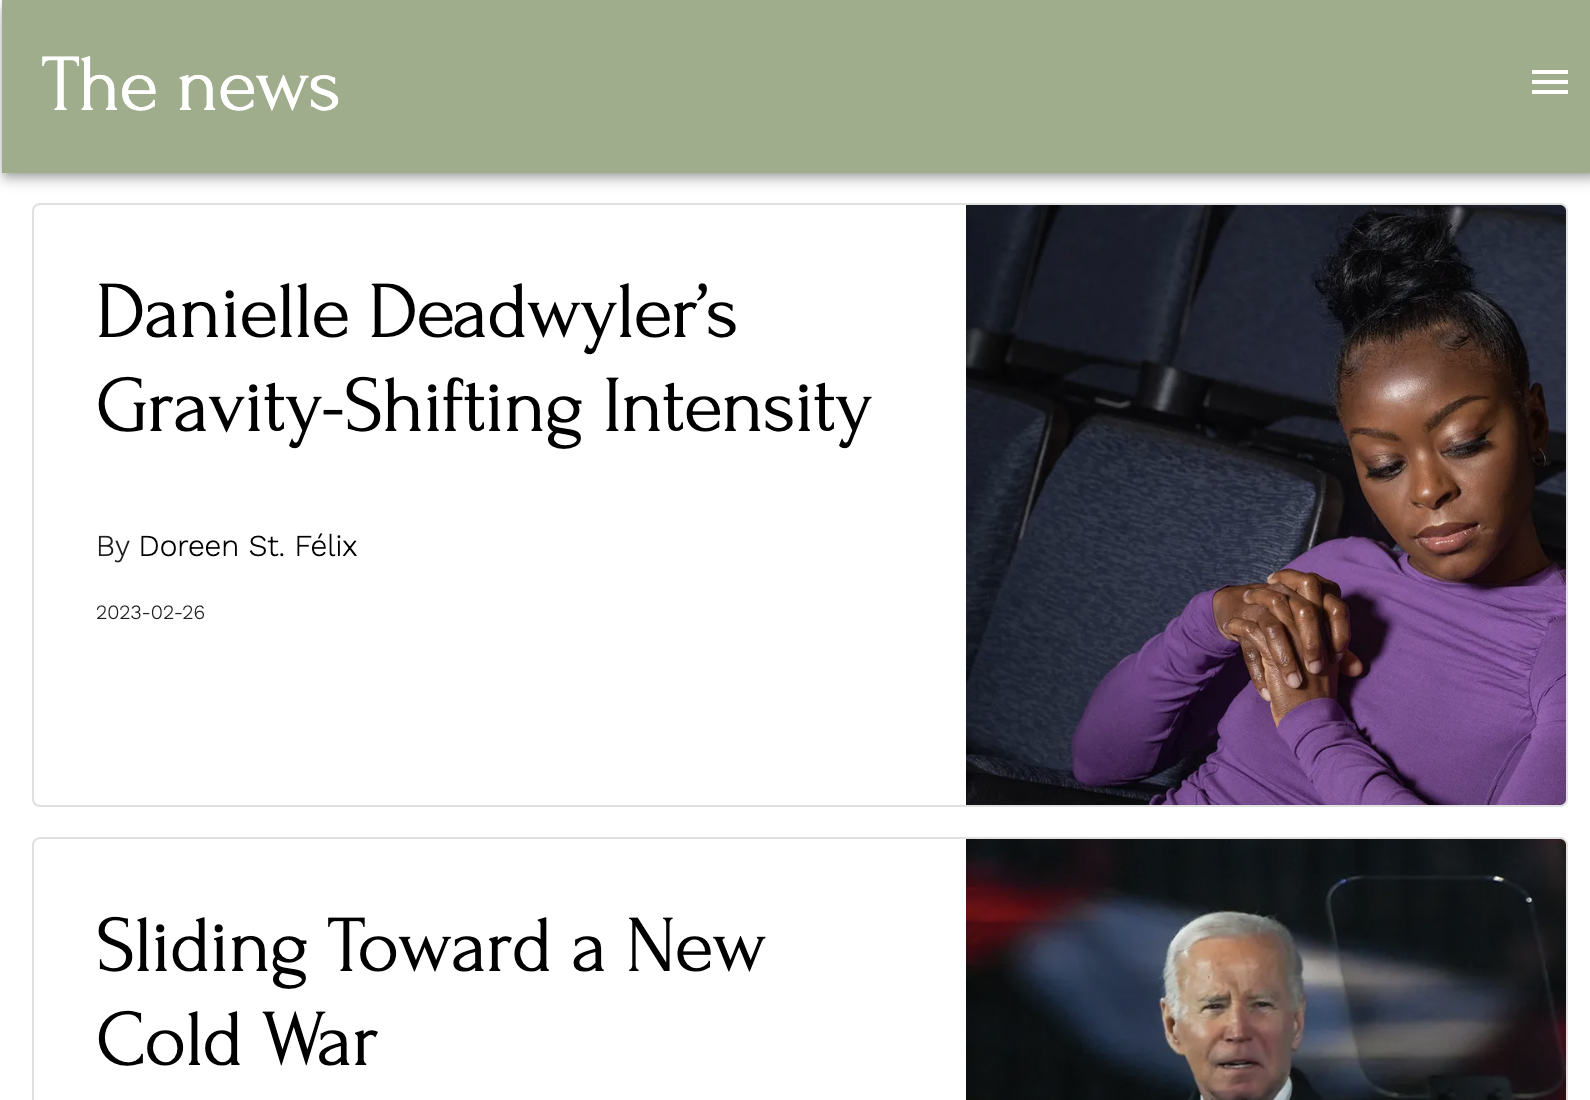 The news
Danielle Deadwyler’s
Gravity-Shifting Intensity
By Doreen St. Félix
2023-02-26
Sliding Toward a New
Cold War